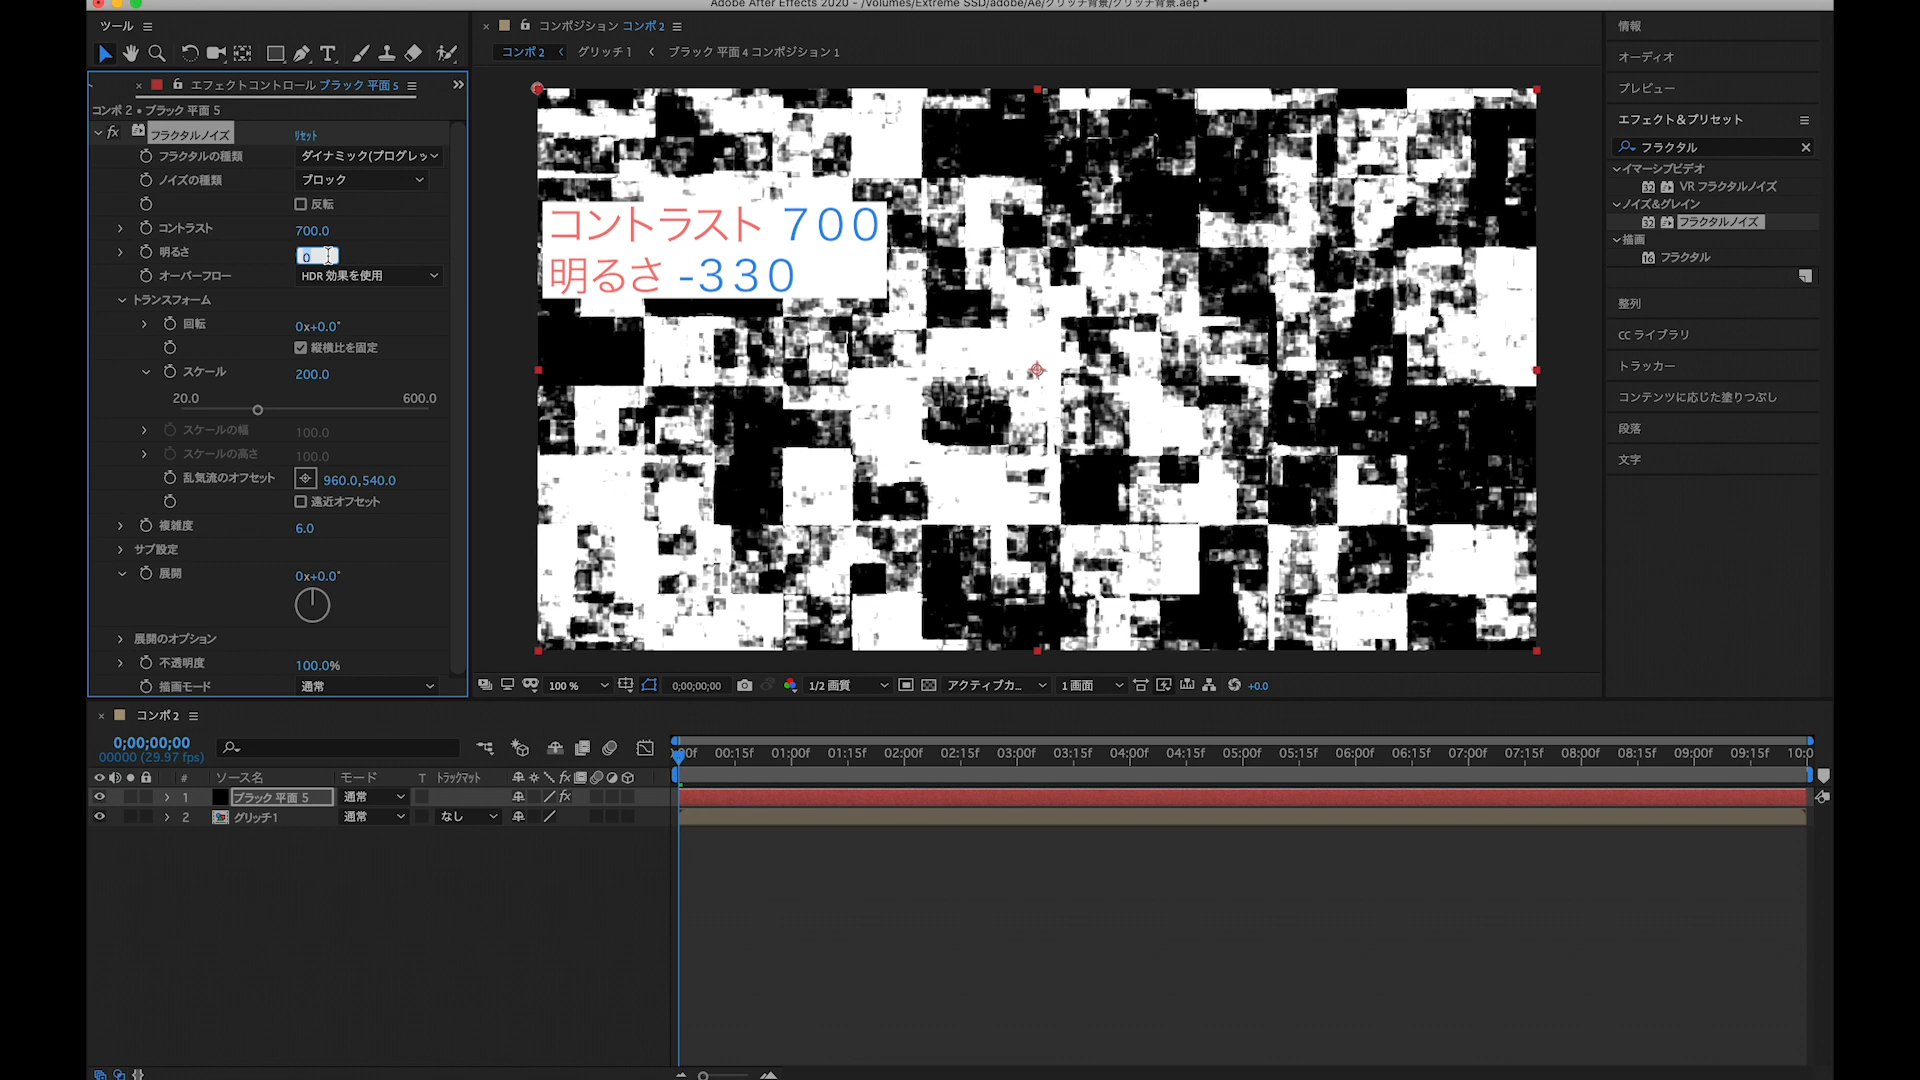 Adobe After Effects 2020 - /Volumes/Extreme SSD/adobe/Ae/グリッチ背景/グリッチ背景.aep *
ツール
エフェクトコントロール ブラック 平面 5
コンポ 2 • ブラック 平面 5
fx フラクタルノイズ リセット
フラクタルの種類 ダイナミック(プログレッ
ノイズの種類 ブロック
反転
コントラスト 700.0
明るさ 0
オーバーフロー HDR 効果を使用
トランスフォーム
回転 0x+0.0°
縦横比を固定
スケール 200.0
20.0 600.0
スケールの幅 100.0
スケールの高さ 100.0
乱気流のオフセット 960.0,540.0
遠近オフセット
複雑度 6.0
サブ設定
展開 0x+0.0°
展開のオプション
不透明度 100.0%
描画モード 通常
コンポジション コンポ 2
コンポ 2 グリッチ 1 ブラック 平面 4 コンポジション 1
コントラスト 700
明るさ -330
100 % 0;00;00;00 1/2 画質 アクティブカ... 1 画面 +0.0
情報
オーディオ
プレビュー
エフェクト＆プリセット
フラクタル
イマーシブビデオ
32 VR フラクタルノイズ
ノイズ&グレイン
32 フラクタルノイズ
描画
16 フラクタル
整列
CC ライブラリ
トラッカー
コンテンツに応じた塗りつぶし
段落
文字
コンポ 2
0;00;00;00
00000 (29.97 fps)
:00f 00:15f 01:00f 01:15f 02:00f 02:15f 03:00f 03:15f 04:00f 04:15f 05:00f 05:15f 06:00f 06:15f 07:00f 07:15f 08:00f 08:15f 09:00f 09:15f 10:0
# ソース名 モード T トラックマット fx
1 ブラック 平面 5 通常 fx
2 グリッチ1 通常 なし